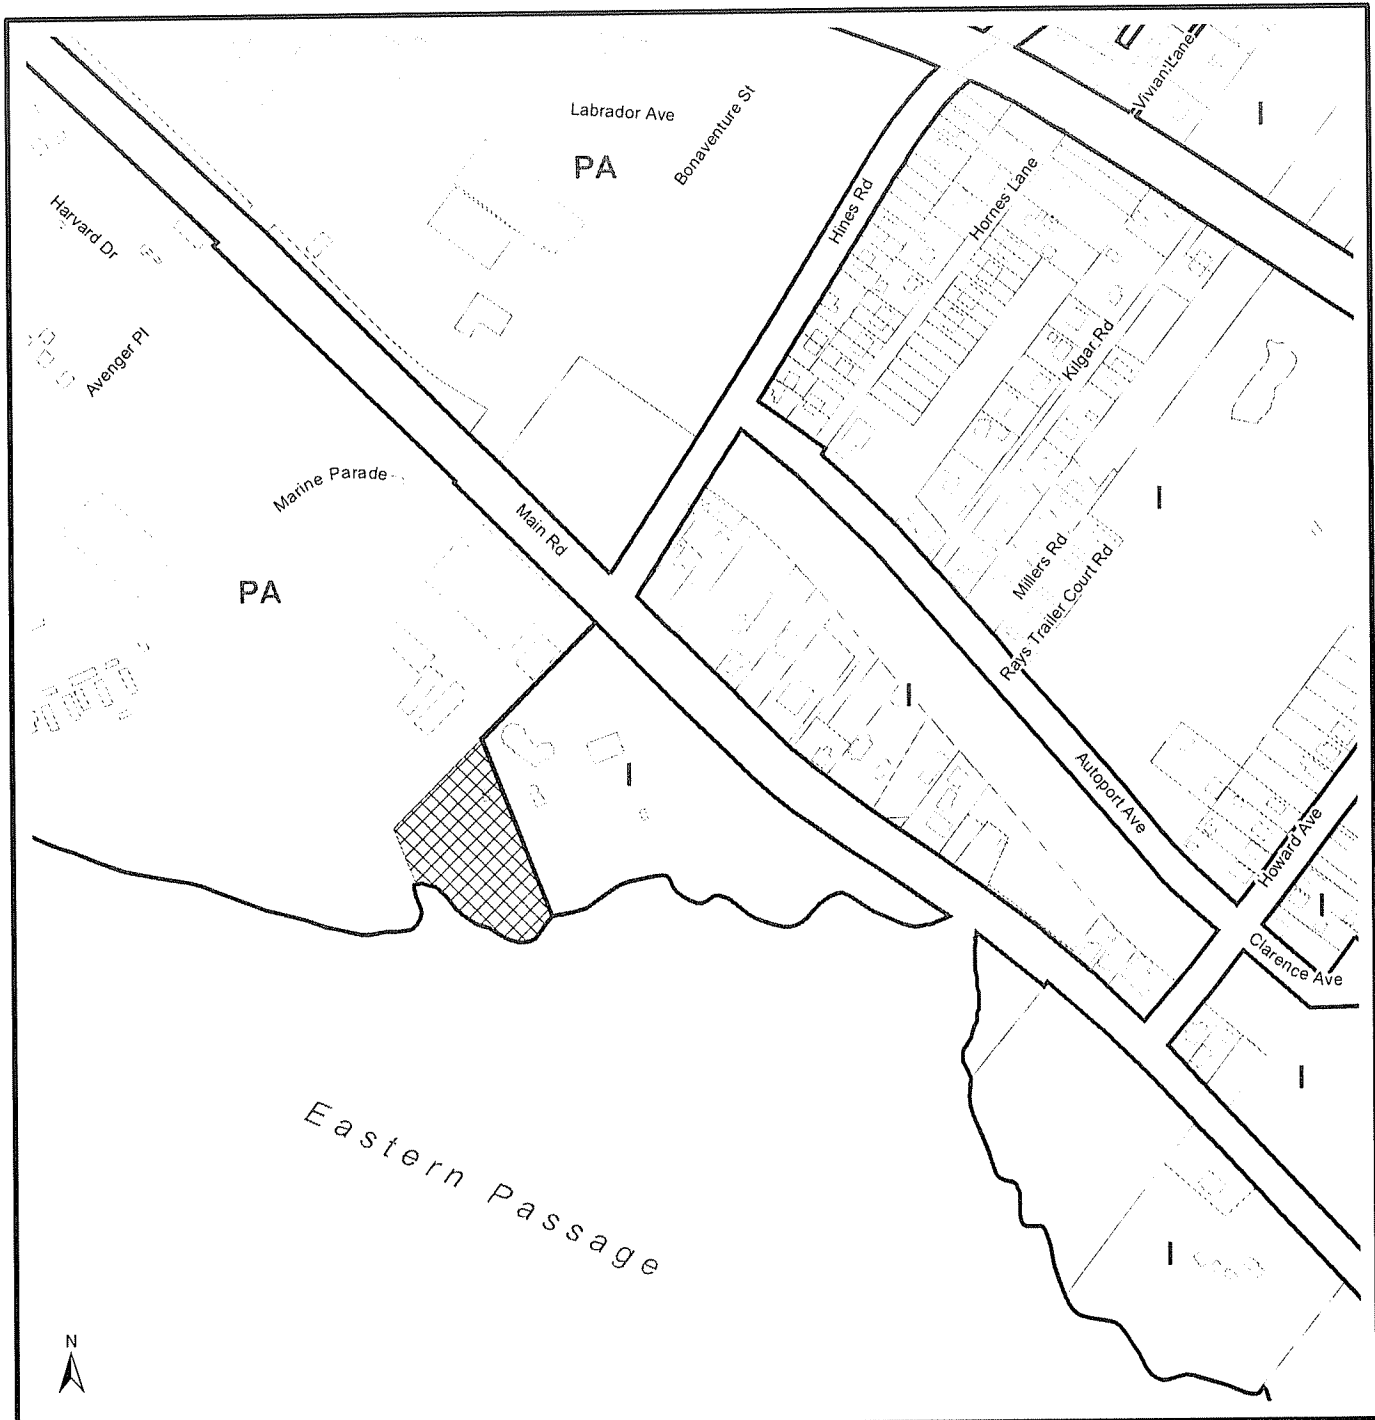 Labrador Ave
Bonaventure St
Vivian Lane
I
PA
Harvard Dr
Hines Rd
Hornes Lane
Avenger Pl
Kilgar Rd
Marine Parade
Main Rd
I
PA
Millers Rd
Rays Trailer Court Rd
I
I
Autoport Ave
Howard Ave
I
Clarence Ave
I
Eastern Passage
I
N